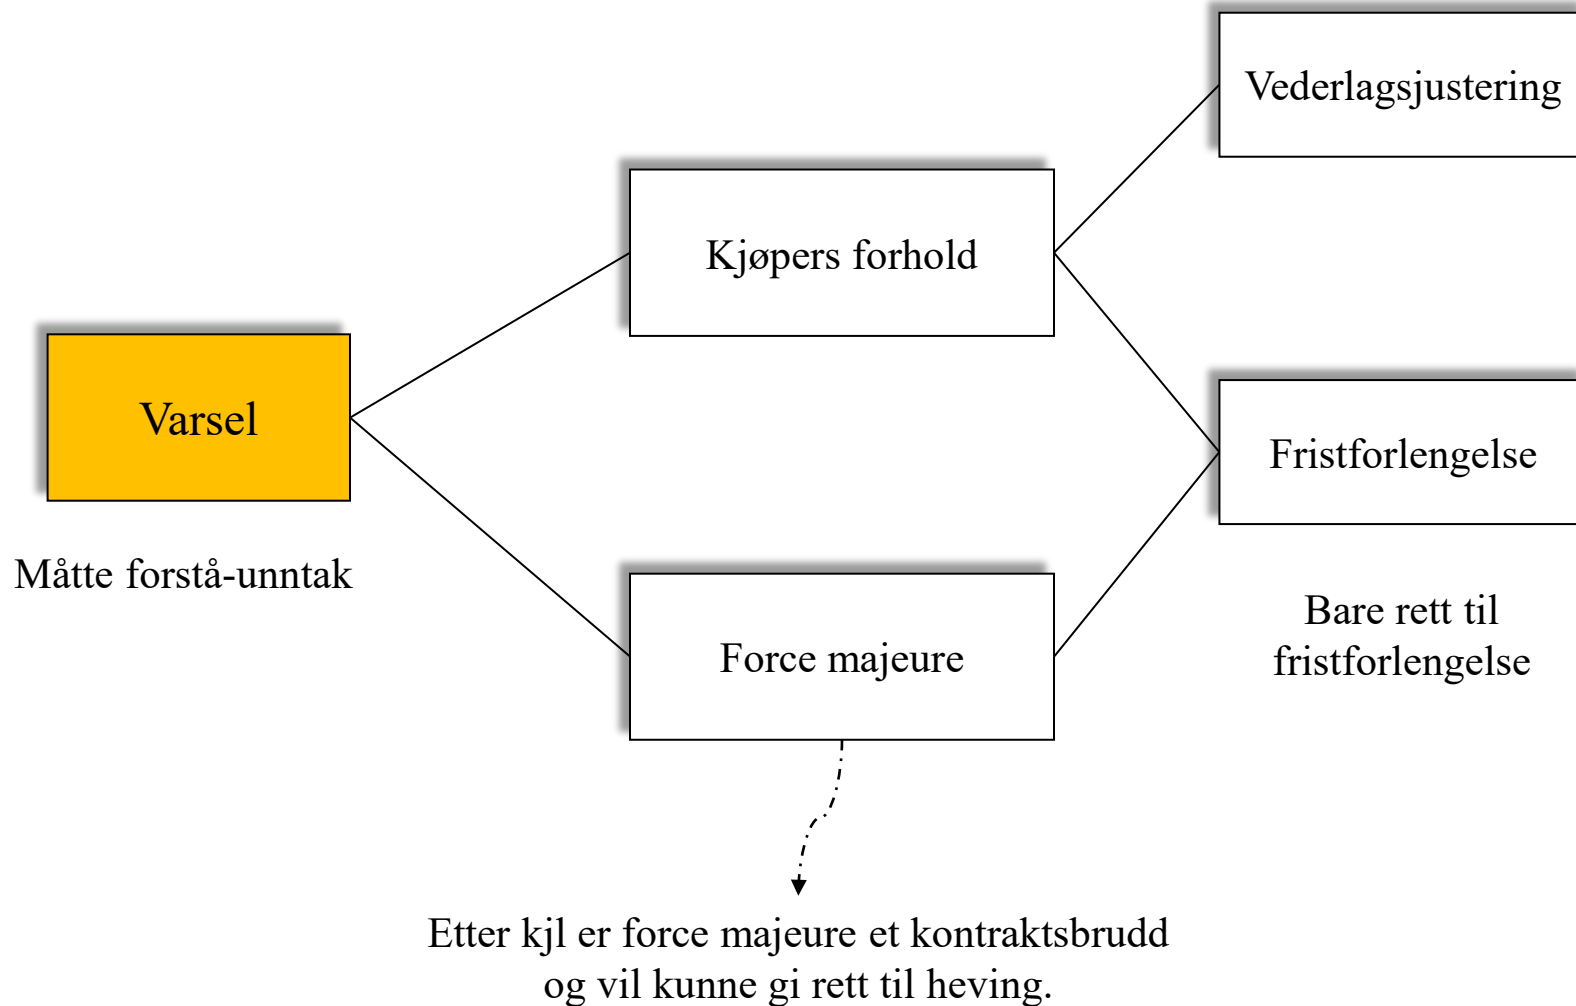 Vederlagsjustering
Kjøpers forhold
Varsel
Fristforlengelse
Måtte forstå-unntak
Bare rett til
fristforlengelse
Force majeure
Etter kjl er force majeure et kontraktsbrudd
og vil kunne gi rett til heving.